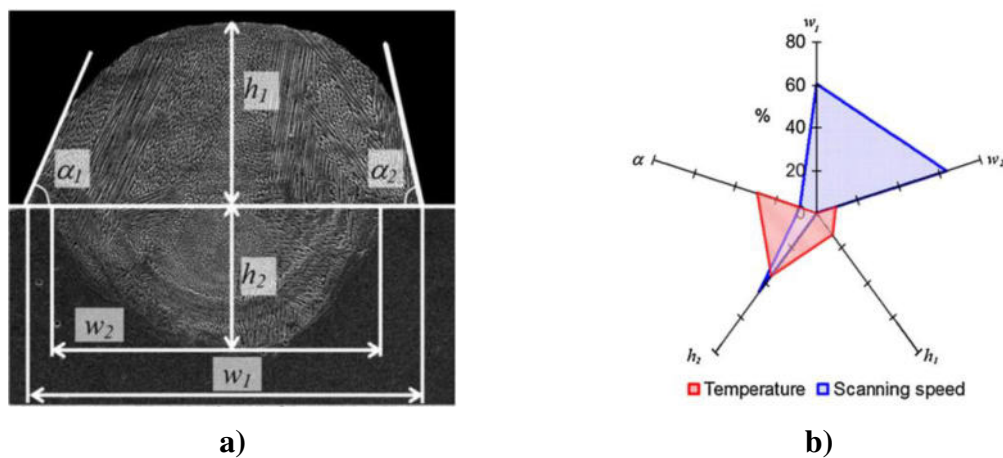 h₁
α₁
α₂
h₂
w₂
w₁
a)
w₁
80
60
%
40
20
0
α
w₂
h₂
h₁
Temperature Scanning speed
b)